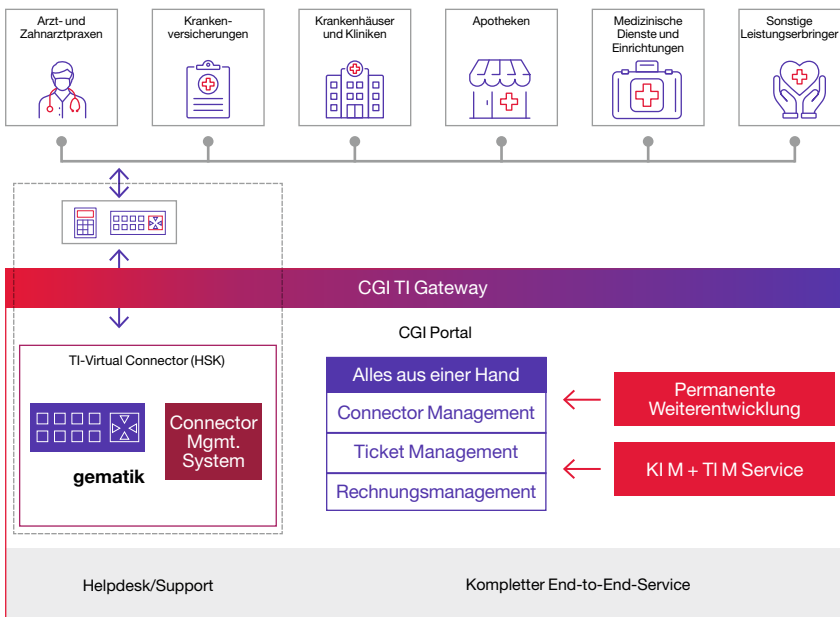 Arzt- und
Zahnarztpraxen
Kranken-
versicherungen
Krankenhäuser
und Kliniken
Apotheken
Medizinische
Dienste und
Einrichtungen
Sonstige
Leistungserbringer
CGI TI Gateway
CGI Portal
TI-Virtual Connector (HSK)
Connector
Mgmt.
System
gematik
Alles aus einer Hand
Connector Management
Ticket Management
Rechnungsmanagement
Permanente
Weiterentwicklung
KI M + TI M Service
Helpdesk/Support
Kompletter End-to-End-Service